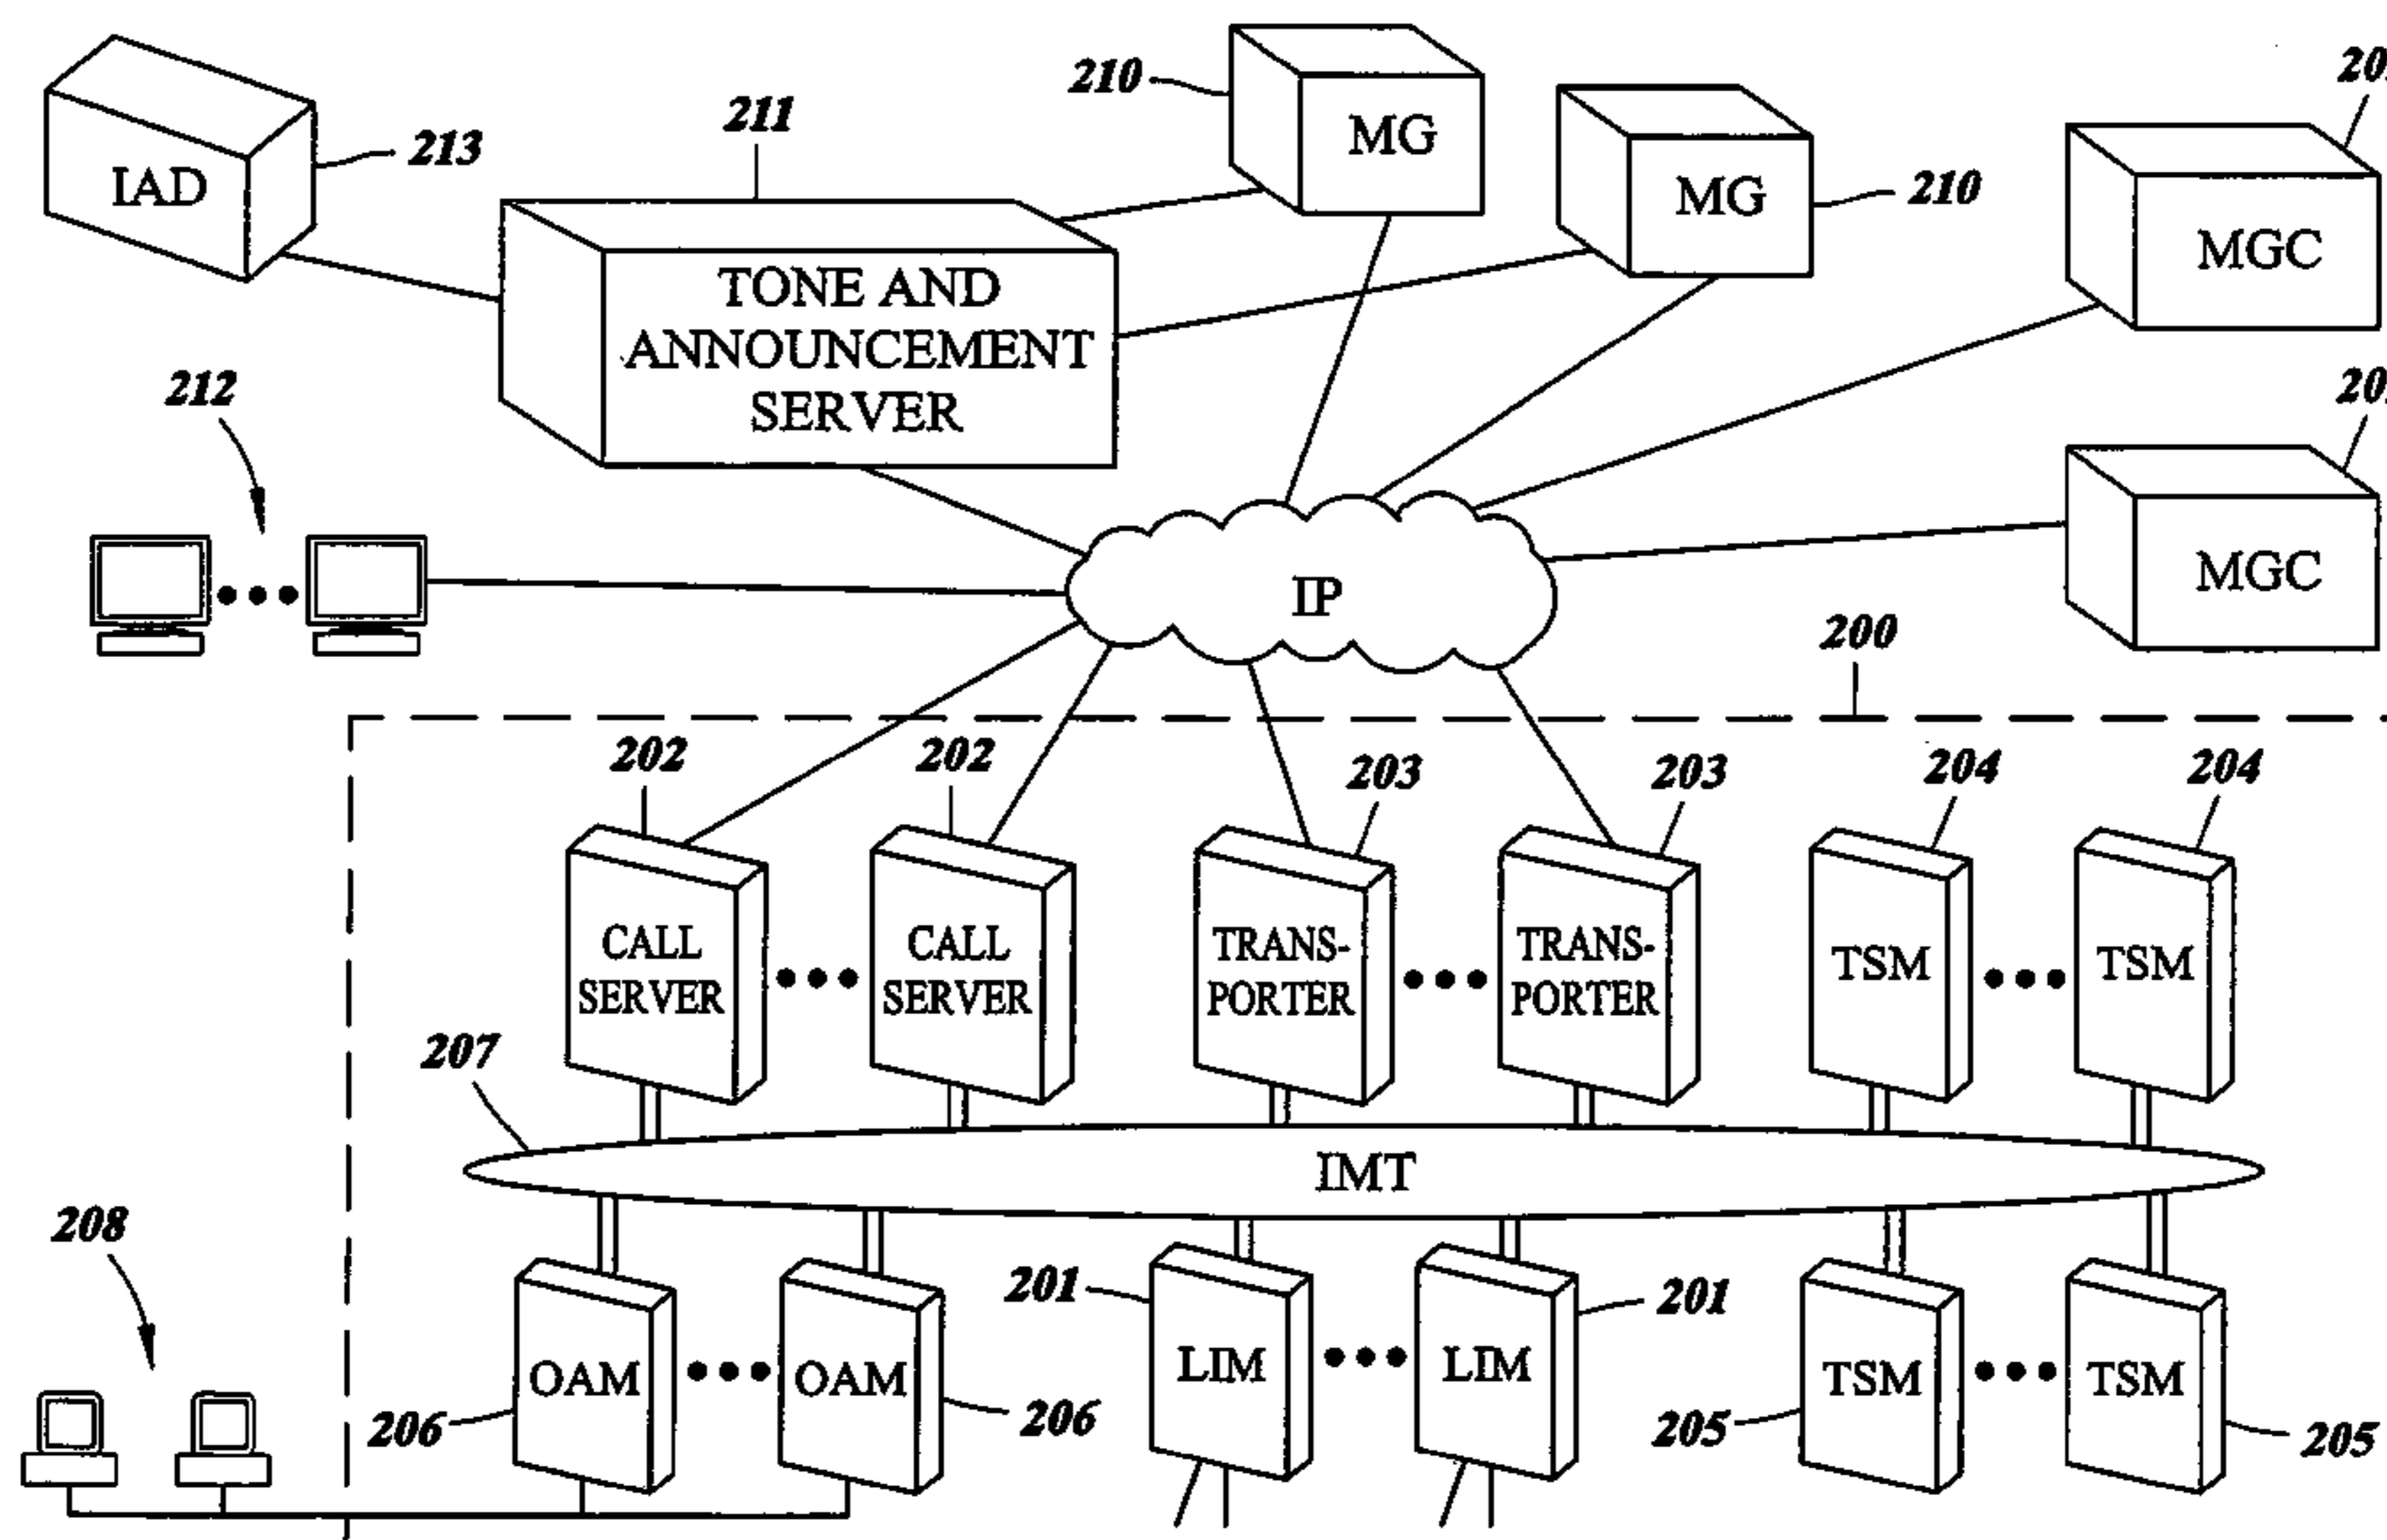 210
MG
211
213
IAD
MG
210
MGC
TONE AND
ANNOUNCEMENT
SERVER
212
MGC
IP
200
202
202
203
203
204
204
CALL
SERVER
CALL
SERVER
TRANS-
PORTER
TRANS-
PORTER
TSM
TSM
207
IMT
208
201
201
OAM
OAM
LIM
LIM
TSM
TSM
206
206
205
205